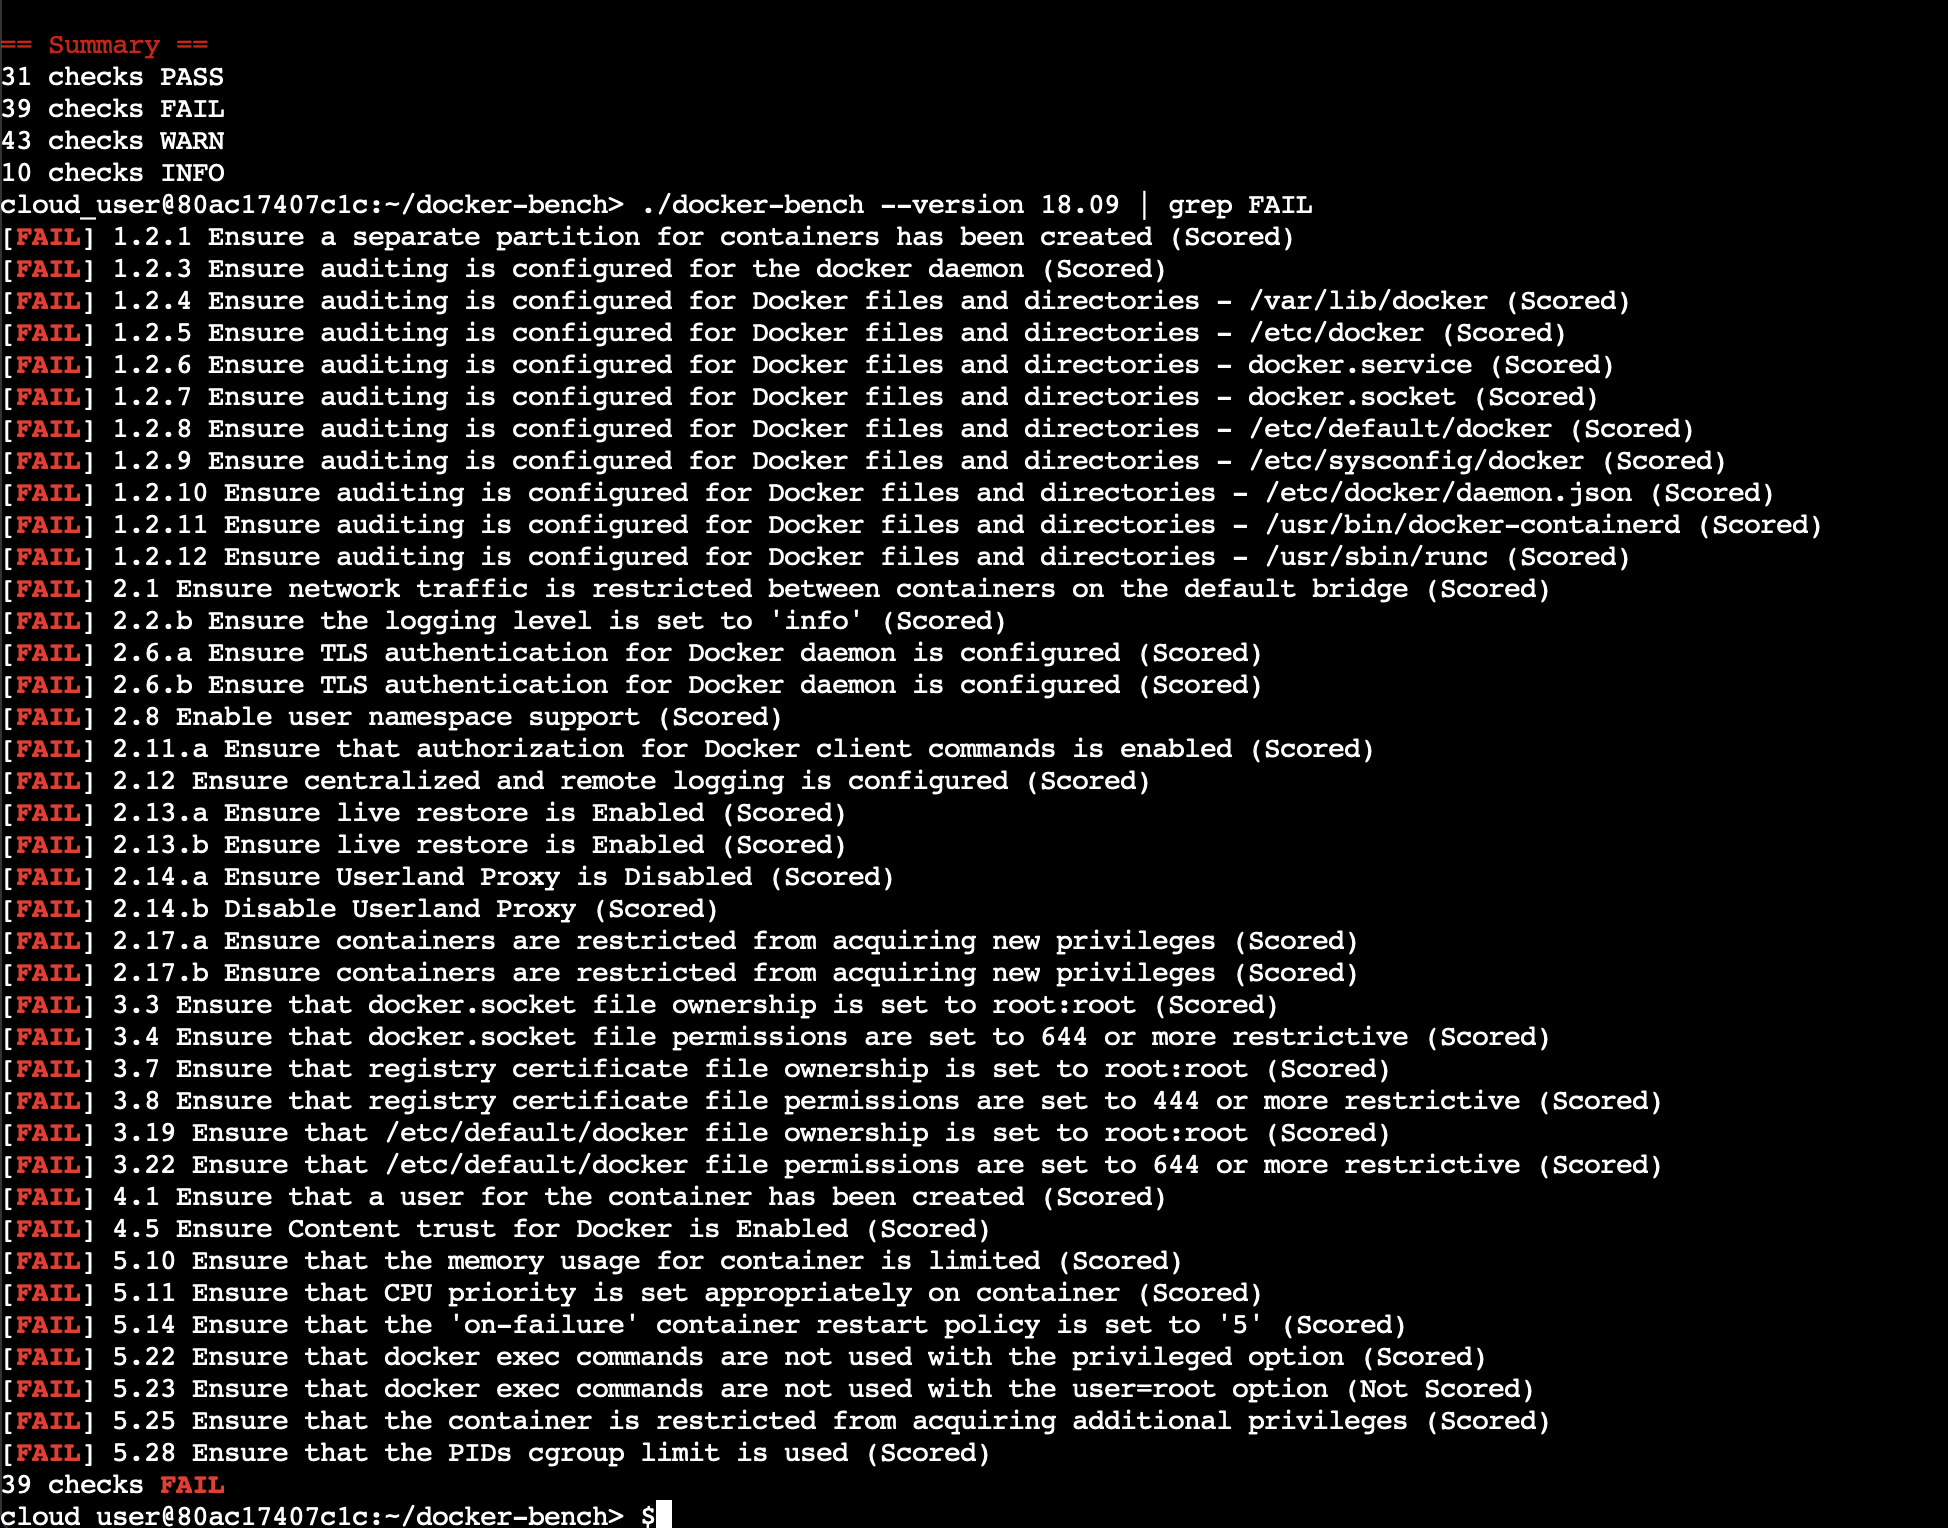 == Summary ==
31 checks PASS
39 checks FAIL
43 checks WARN
10 checks INFO
cloud_user@80ac17407c1c:~/docker-bench> ./docker-bench --version 18.09 | grep FAIL
[FAIL] 1.2.1 Ensure a separate partition for containers has been created (Scored)
[FAIL] 1.2.3 Ensure auditing is configured for the docker daemon (Scored)
[FAIL] 1.2.4 Ensure auditing is configured for Docker files and directories - /var/lib/docker (Scored)
[FAIL] 1.2.5 Ensure auditing is configured for Docker files and directories - /etc/docker (Scored)
[FAIL] 1.2.6 Ensure auditing is configured for Docker files and directories - docker.service (Scored)
[FAIL] 1.2.7 Ensure auditing is configured for Docker files and directories - docker.socket (Scored)
[FAIL] 1.2.8 Ensure auditing is configured for Docker files and directories - /etc/default/docker (Scored)
[FAIL] 1.2.9 Ensure auditing is configured for Docker files and directories - /etc/sysconfig/docker (Scored)
[FAIL] 1.2.10 Ensure auditing is configured for Docker files and directories - /etc/docker/daemon.json (Scored)
[FAIL] 1.2.11 Ensure auditing is configured for Docker files and directories - /usr/bin/docker-containerd (Scored)
[FAIL] 1.2.12 Ensure auditing is configured for Docker files and directories - /usr/sbin/runc (Scored)
[FAIL] 2.1 Ensure network traffic is restricted between containers on the default bridge (Scored)
[FAIL] 2.2.b Ensure the logging level is set to 'info' (Scored)
[FAIL] 2.6.a Ensure TLS authentication for Docker daemon is configured (Scored)
[FAIL] 2.6.b Ensure TLS authentication for Docker daemon is configured (Scored)
[FAIL] 2.8 Enable user namespace support (Scored)
[FAIL] 2.11.a Ensure that authorization for Docker client commands is enabled (Scored)
[FAIL] 2.12 Ensure centralized and remote logging is configured (Scored)
[FAIL] 2.13.a Ensure live restore is Enabled (Scored)
[FAIL] 2.13.b Ensure live restore is Enabled (Scored)
[FAIL] 2.14.a Ensure Userland Proxy is Disabled (Scored)
[FAIL] 2.14.b Disable Userland Proxy (Scored)
[FAIL] 2.17.a Ensure containers are restricted from acquiring new privileges (Scored)
[FAIL] 2.17.b Ensure containers are restricted from acquiring new privileges (Scored)
[FAIL] 3.3 Ensure that docker.socket file ownership is set to root:root (Scored)
[FAIL] 3.4 Ensure that docker.socket file permissions are set to 644 or more restrictive (Scored)
[FAIL] 3.7 Ensure that registry certificate file ownership is set to root:root (Scored)
[FAIL] 3.8 Ensure that registry certificate file permissions are set to 444 or more restrictive (Scored)
[FAIL] 3.19 Ensure that /etc/default/docker file ownership is set to root:root (Scored)
[FAIL] 3.22 Ensure that /etc/default/docker file permissions are set to 644 or more restrictive (Scored)
[FAIL] 4.1 Ensure that a user for the container has been created (Scored)
[FAIL] 4.5 Ensure Content trust for Docker is Enabled (Scored)
[FAIL] 5.10 Ensure that the memory usage for container is limited (Scored)
[FAIL] 5.11 Ensure that CPU priority is set appropriately on container (Scored)
[FAIL] 5.14 Ensure that the 'on-failure' container restart policy is set to '5' (Scored)
[FAIL] 5.22 Ensure that docker exec commands are not used with the privileged option (Scored)
[FAIL] 5.23 Ensure that docker exec commands are not used with the user=root option (Not Scored)
[FAIL] 5.25 Ensure that the container is restricted from acquiring additional privileges (Scored)
[FAIL] 5.28 Ensure that the PIDs cgroup limit is used (Scored)
39 checks FAIL
cloud_user@80ac17407c1c:~/docker-bench> $